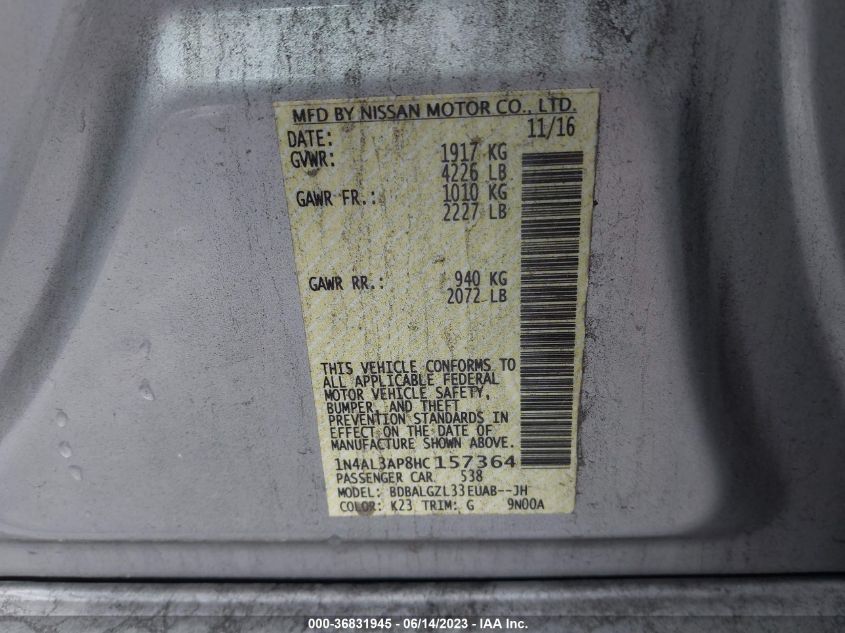 MFD BY NISSAN MOTOR CO., LTD.
DATE: 11/16
GVWR: 1917 KG
4226 LB
GAWR FR.: 1010 KG
2227 LB
GAWR RR.: 940 KG
2072 LB
THIS VEHICLE CONFORMS TO
ALL APPLICABLE FEDERAL
MOTOR VEHICLE SAFETY,
BUMPER, AND THEFT
PREVENTION STANDARDS IN
EFFECT ON THE DATE OF
MANUFACTURE SHOWN ABOVE.
1N4AL3AP8HC157364
PASSENGER CAR 538
MODEL: BDBALGZL33EUAB--JH
COLOR: K23 TRIM: G 9N00A
000-36831945 - 06/14/2023 - IAA Inc.